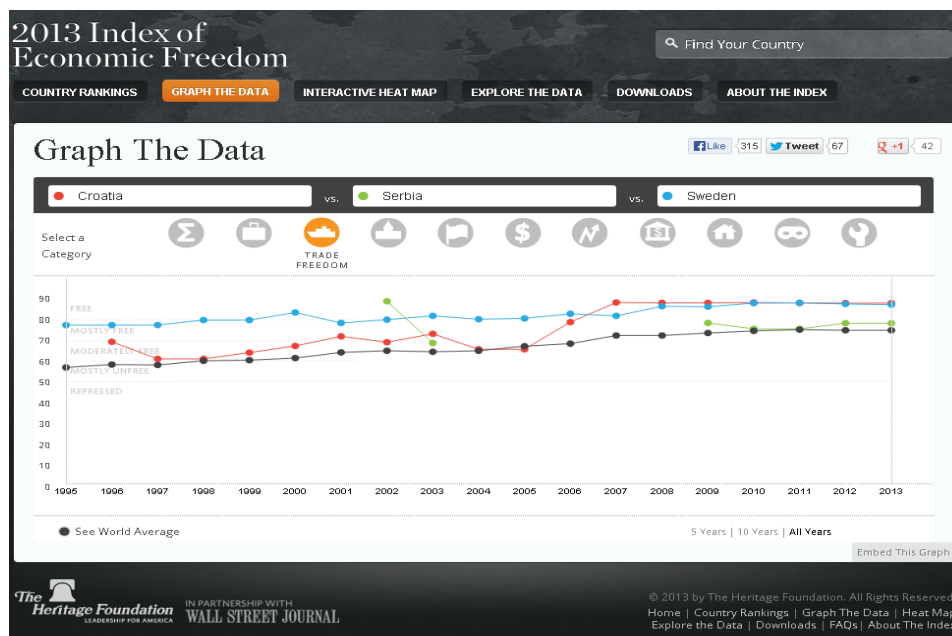 2013 Index of
Economic Freedom
Find Your Country
COUNTRY RANKINGS GRAPH THE DATA INTERACTIVE HEAT MAP EXPLORE THE DATA DOWNLOADS ABOUT THE INDEX
Graph The Data
Like 315 Tweet 67 +1 42
Croatia vs. Serbia vs. Sweden
Select a
Category
TRADE
FREEDOM
90
FREE
80
MOSTLY FREE
70
MODERATELY FREE
60
MOSTLY UNFREE
50
REPRESSED
40
30
20
10
0
1995 1996 1997 1998 1999 2000 2001 2002 2003 2004 2005 2006 2007 2008 2009 2010 2011 2012 2013
See World Average
5 Years | 10 Years | All Years
Embed This Graph
The
Heritage Foundation
LEADERSHIP FOR AMERICA
IN PARTNERSHIP WITH
WALL STREET JOURNAL
© 2013 by The Heritage Foundation. All Rights Reserved
Home | Country Rankings | Graph The Data | Heat Map
Explore the Data | Downloads | FAQs | About The Inde